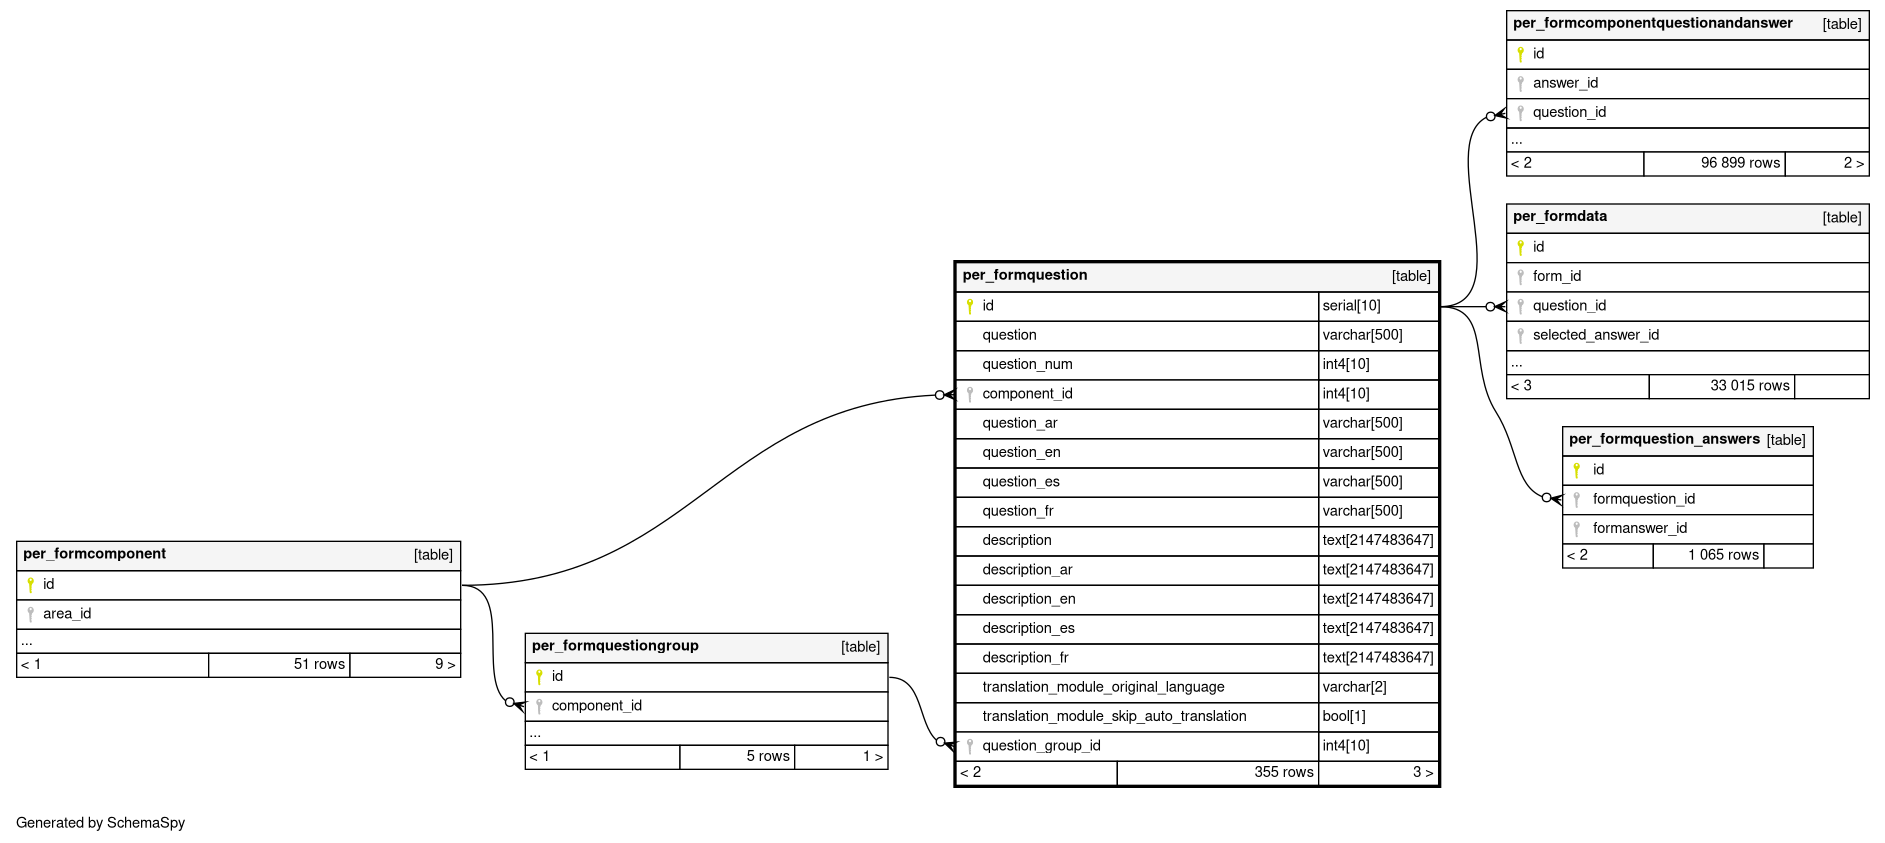 per_formcomponentquestionandanswer [table]
id
answer_id
question_id
...
< 2 96 899 rows 2 >
per_formdata [table]
id
form_id
question_id
selected_answer_id
...
< 3 33 015 rows
per_formquestion [table]
id serial[10]
question varchar[500]
question_num int4[10]
component_id int4[10]
question_ar varchar[500]
question_en varchar[500]
question_es varchar[500]
question_fr varchar[500]
description text[2147483647]
description_ar text[2147483647]
description_en text[2147483647]
description_es text[2147483647]
description_fr text[2147483647]
translation_module_original_language varchar[2]
translation_module_skip_auto_translation bool[1]
question_group_id int4[10]
< 2 355 rows 3 >
per_formquestion_answers [table]
id
formquestion_id
formanswer_id
< 2 1 065 rows
per_formcomponent [table]
id
area_id
...
< 1 51 rows 9 >
per_formquestiongroup [table]
id
component_id
...
< 1 5 rows 1 >
Generated by SchemaSpy